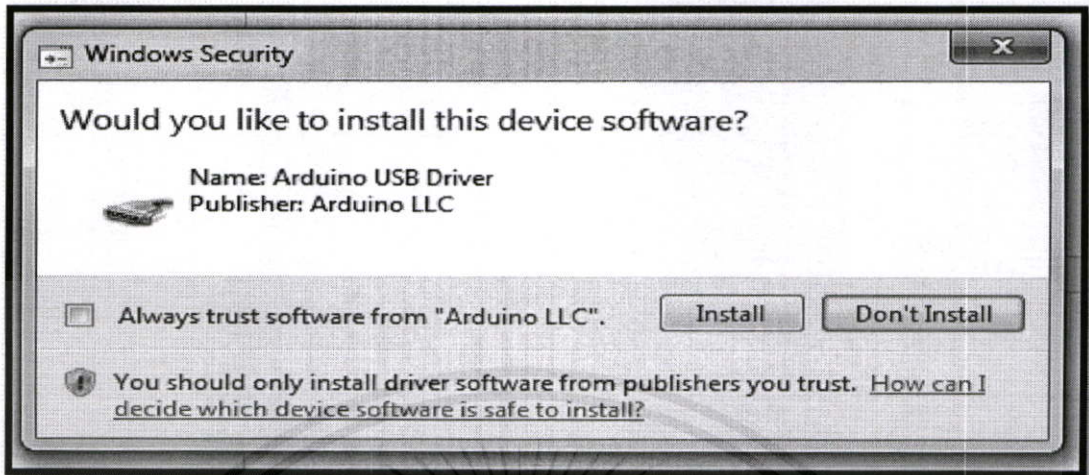 Windows Security
Would you like to install this device software?
Name: Arduino USB Driver
Publisher: Arduino LLC
Always trust software from "Arduino LLC".
Install
Don't Install
You should only install driver software from publishers you trust. How can I
decide which device software is safe to install?